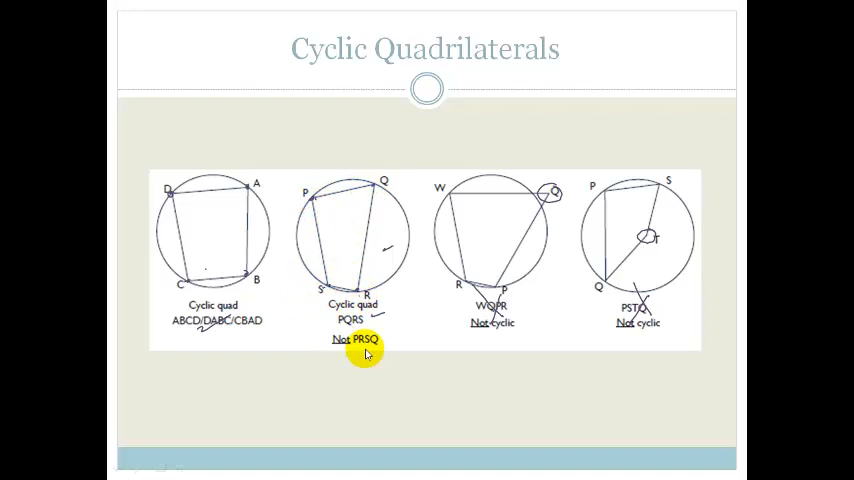 Cyclic Quadrilaterals
D
A
C
B
Cyclic quad
ABCD/DABC/CBAD
P
Q
S
R
Cyclic quad
PQRS
Not PRSQ
W
Q
R
P
WQPR
Not cyclic
P
S
T
Q
PSTQ
Not cyclic